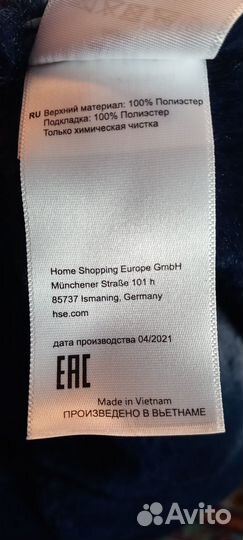 RU Верхний материал: 100% Полиэстер
Подкладка: 100% Полиэстер
Только химическая чистка
Home Shopping Europe GmbH
Münchener Straße 101 h
85737 Ismaning, Germany
hse.com
дата производства 04/2021
EAC
Made in Vietnam
ПРОИЗВЕДЕНО В ВЬЕТНАМЕ
Avito